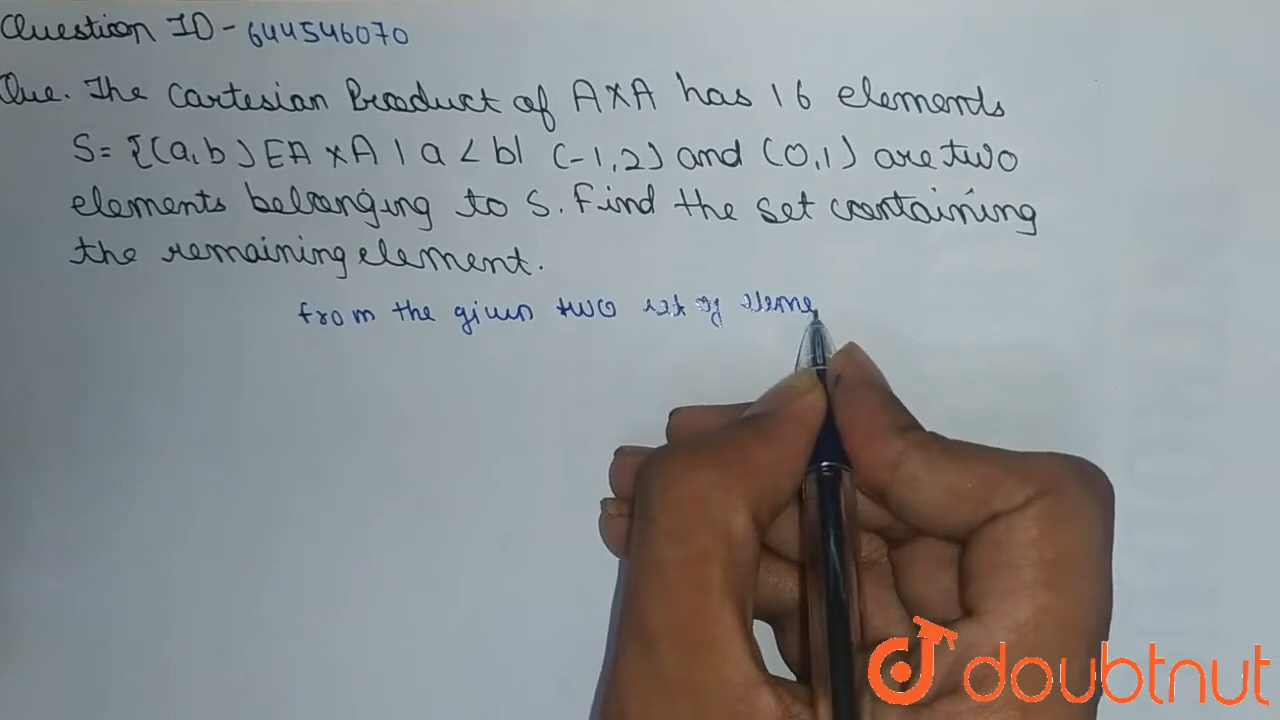 Question ID - 644546070
Que. The Cartesian Product of A×A has 16 elements
S = {(a,b) E A × A | a < b| (-1,2) and (0,1) are two
elements belonging to S. Find the set containing
the remaining element.
from the given two set of eleme
doubtnut